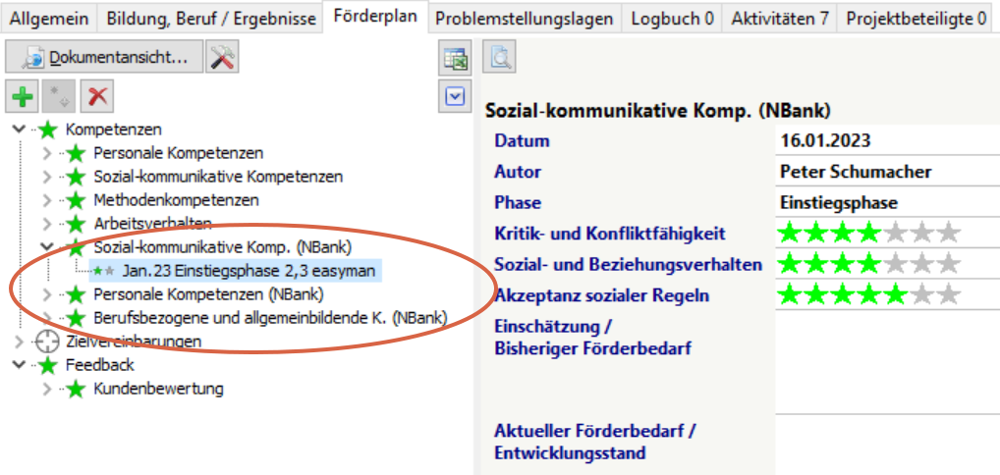 Allgemein Bildung, Beruf / Ergebnisse Förderplan Problemstellungslagen Logbuch 0 Aktivitäten 7 Projektbeteiligte 0
Dokumentansicht...
Kompetenzen
Personale Kompetenzen
Sozial-kommunikative Kompetenzen
Methodenkompetenzen
Arbeitsverhalten
Sozial-kommunikative Komp. (NBank)
Jan.23 Einstiegsphase 2,3 easyman
Personale Kompetenzen (NBank)
Berufsbezogene und allgemeinbildende K. (NBank)
Zielvereinbarungen
Feedback
Kundenbewertung
Sozial-kommunikative Komp. (NBank)
Datum 16.01.2023
Autor Peter Schumacher
Phase Einstiegsphase
Kritik- und Konfliktfähigkeit
Sozial- und Beziehungsverhalten
Akzeptanz sozialer Regeln
Einschätzung /
Bisheriger Förderbedarf
Aktueller Förderbedarf /
Entwicklungsstand